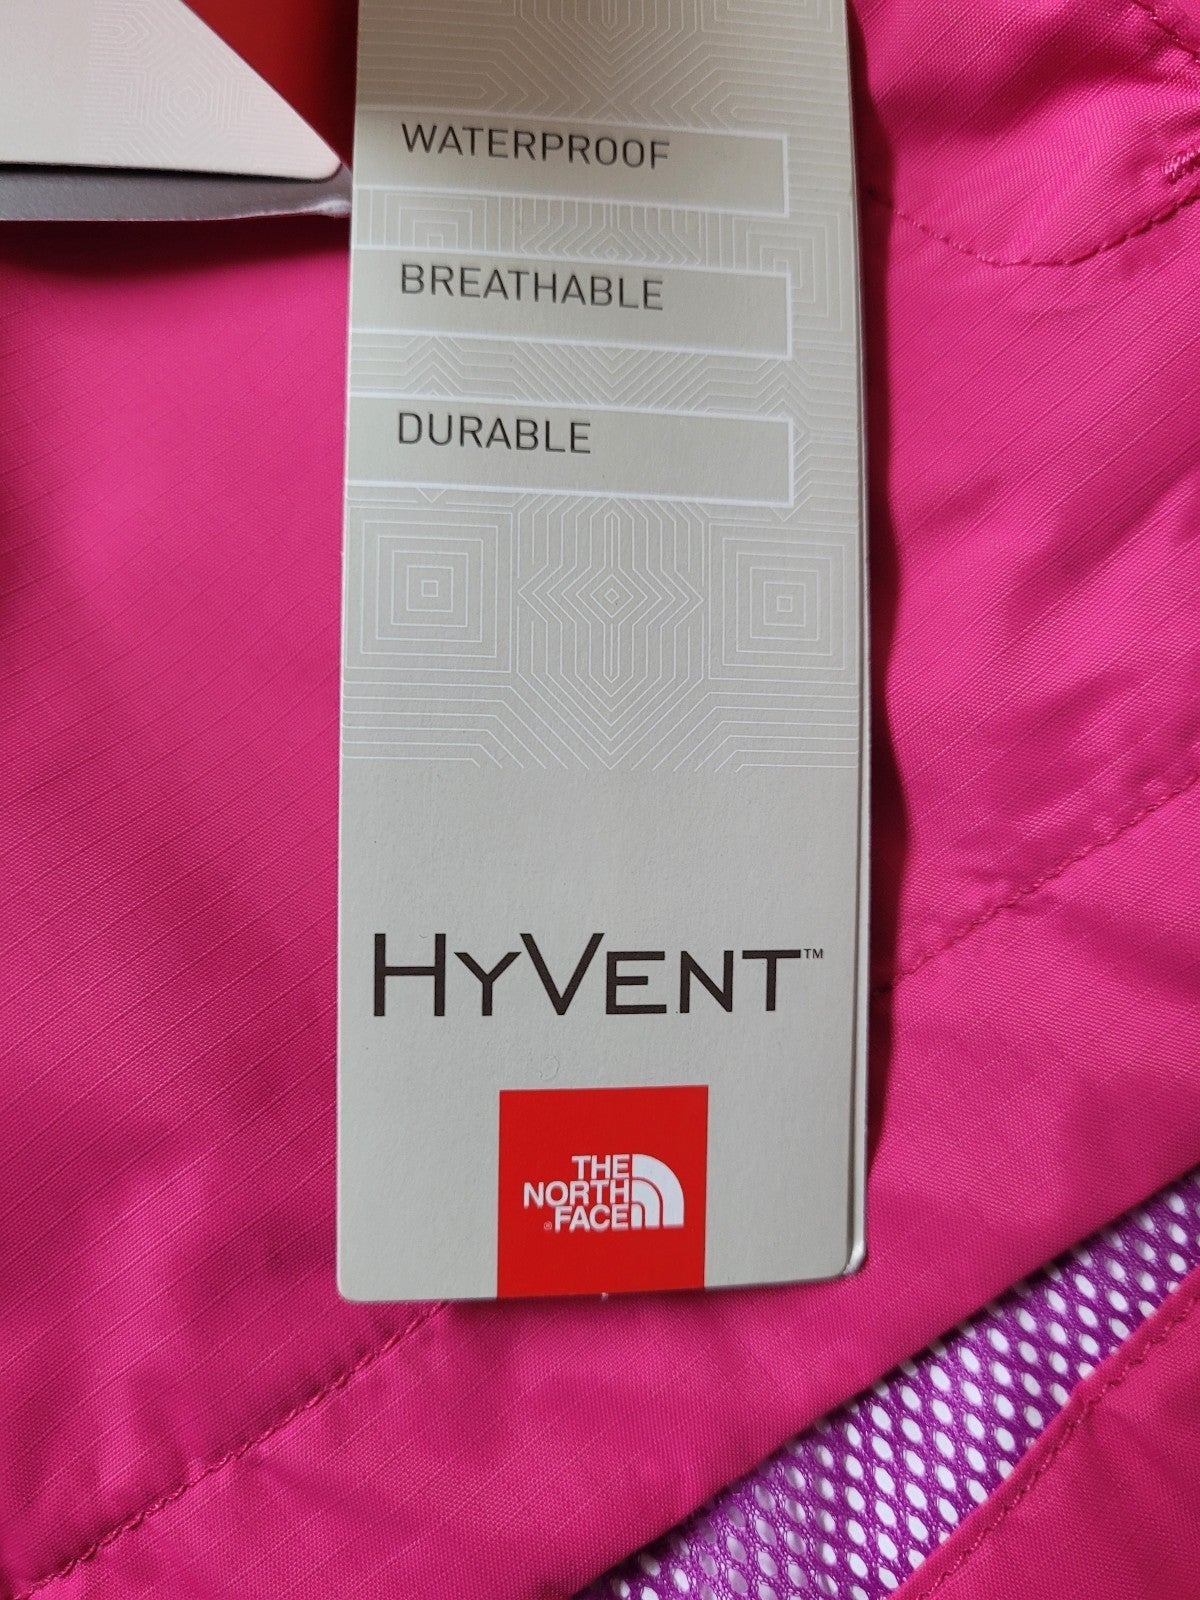 WATERPROOF
BREATHABLE
DURABLE
HYVENT™
THE
NORTH
®FACE